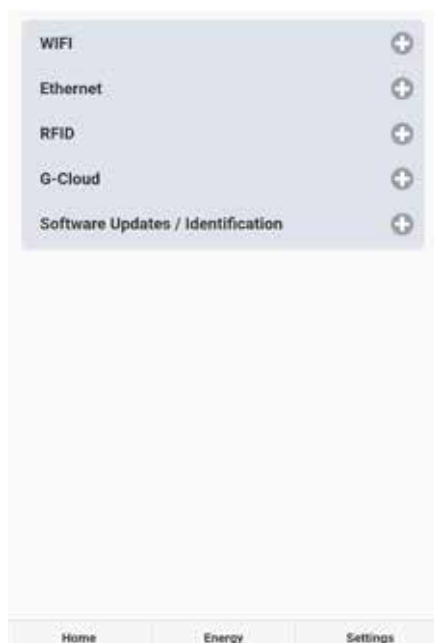 WIFI
Ethernet
RFID
G-Cloud
Software Updates / Identification
Home Energy Settings